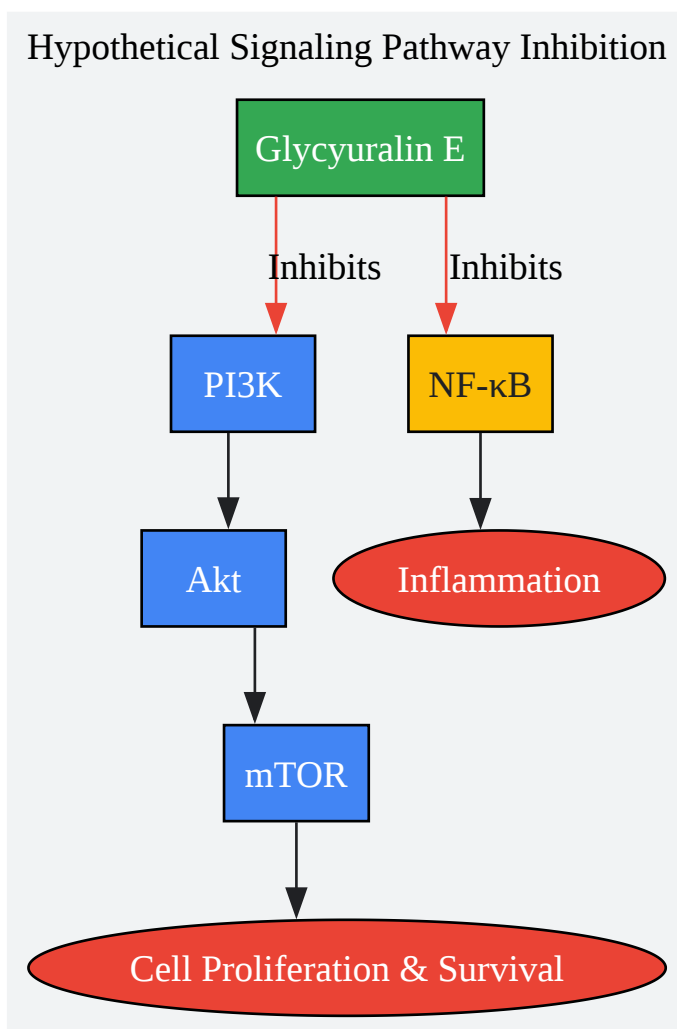 Hypothetical Signaling Pathway Inhibition
Glycyuralin E
Inhibits
Inhibits
PI3K
NF-κB
Akt
Inflammation
mTOR
Cell Proliferation & Survival